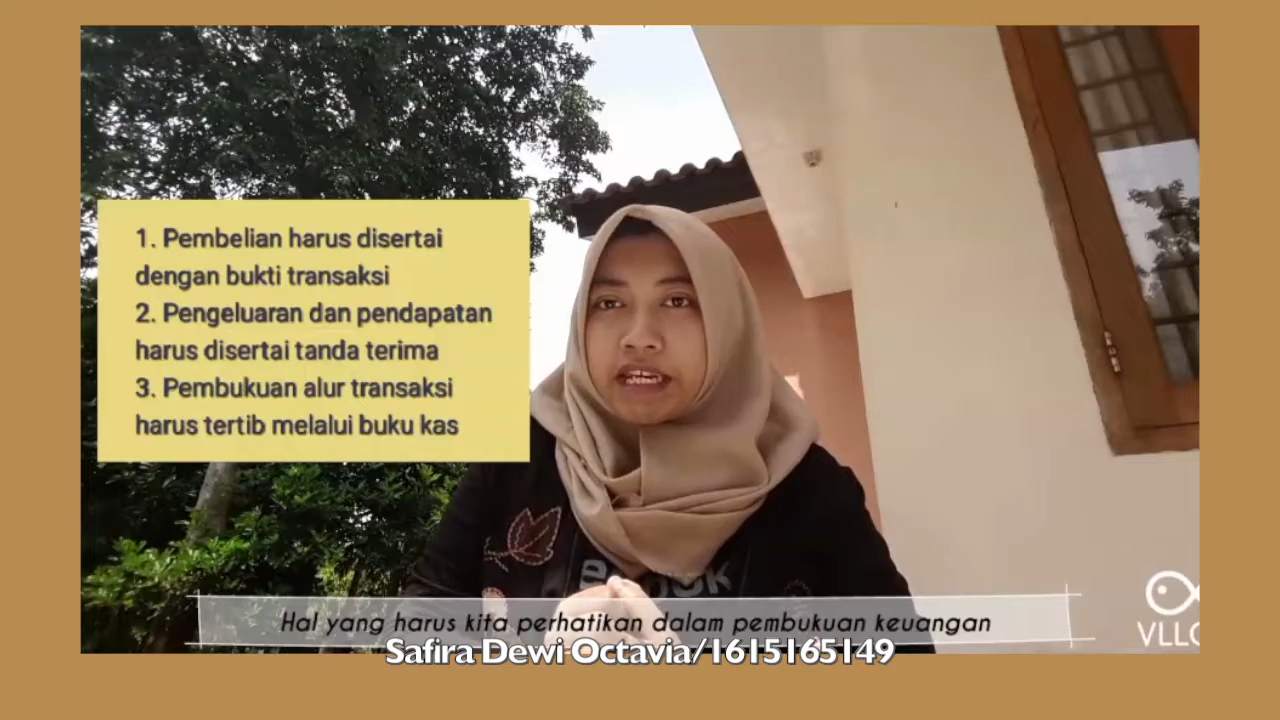 1. Pembelian harus disertai
dengan bukti transaksi
2. Pengeluaran dan pendapatan
harus disertai tanda terima
3. Pembukuan alur transaksi
harus tertib melalui buku kas
Hal yang harus kita perhatikan dalam pembukuan keuangan
Safira Dewi Octavia/1615165149